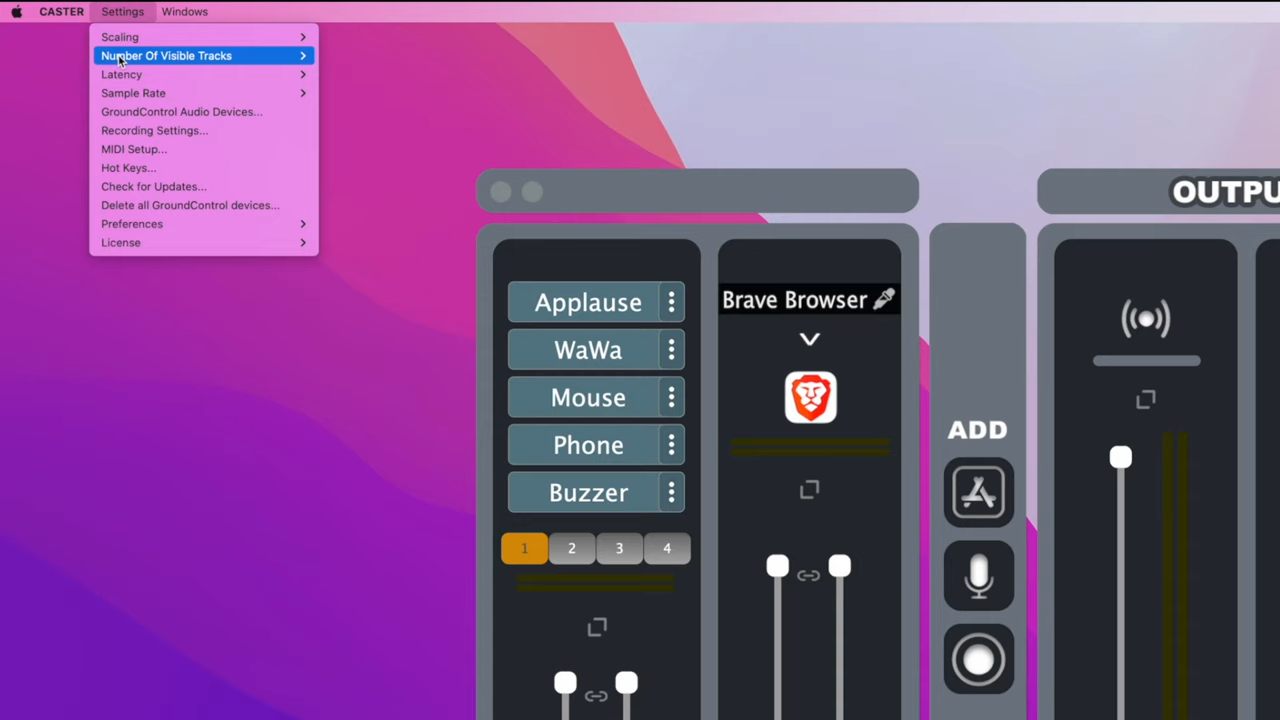 CASTER Settings Windows
Scaling
Number Of Visible Tracks
Latency
Sample Rate
GroundControl Audio Devices...
Recording Settings...
MIDI Setup...
Hot Keys...
Check for Updates...
Delete all GroundControl devices...
Preferences
License
OUTPU
Applause
WaWa
Mouse
Phone
Buzzer
1 2 3 4
Brave Browser
ADD